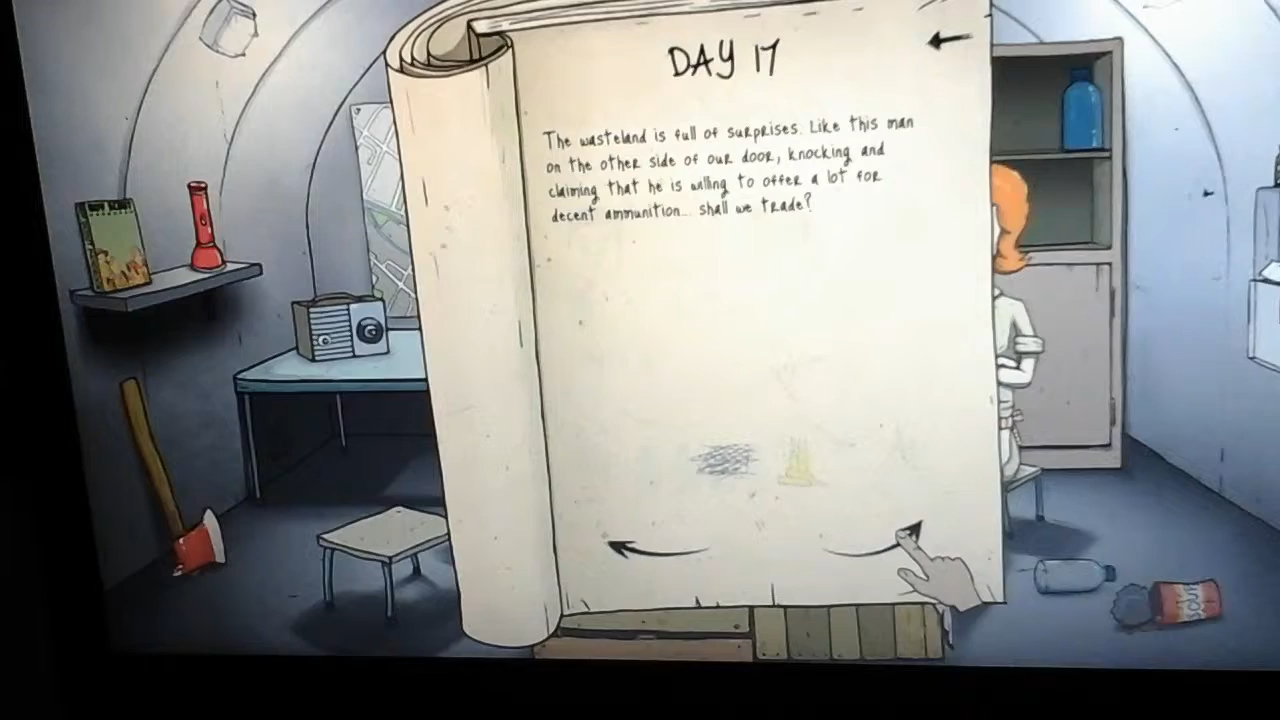 DAY 17
The wasteland is full of surprises. Like this man
on the other side of our door, knocking and
claiming that he is willing to offer a lot for
decent ammunition... shall we trade?
SOUP